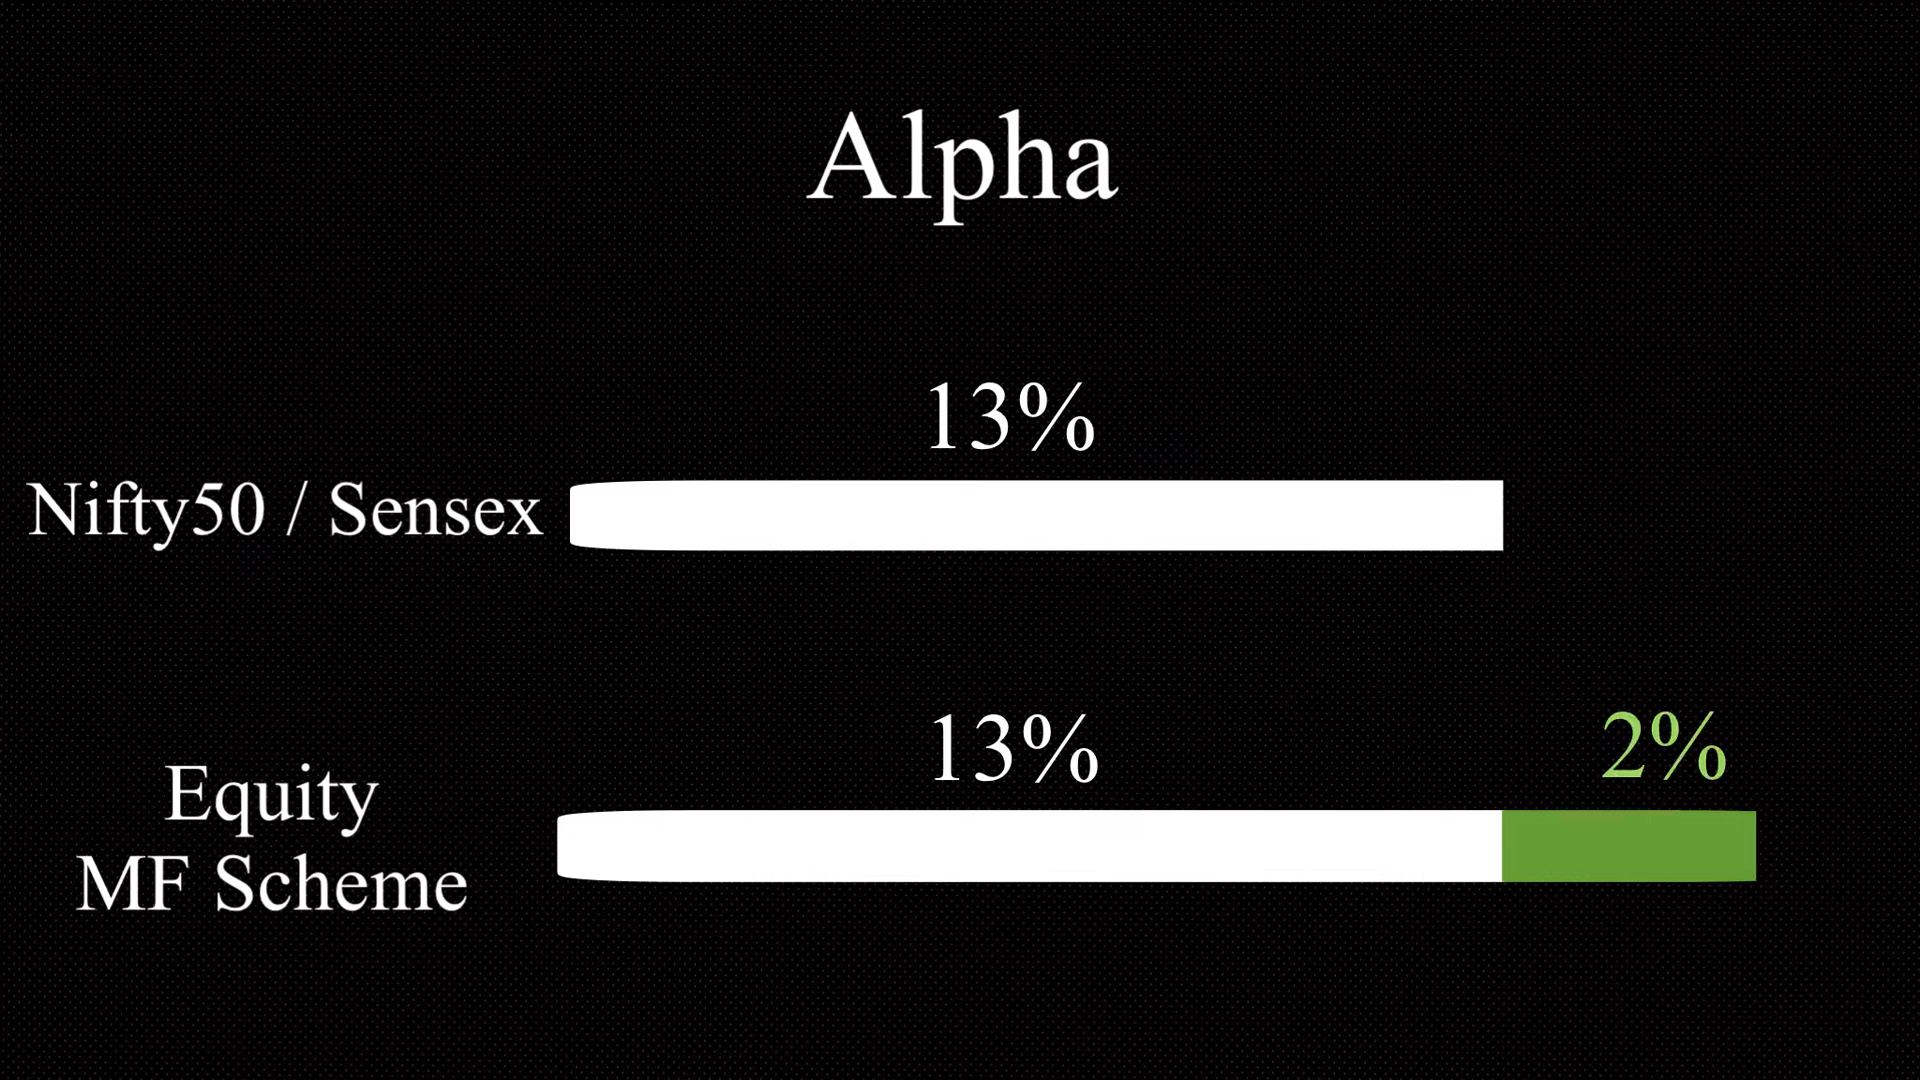 Alpha
13%
Nifty50 / Sensex
13%
2%
Equity
MF Scheme